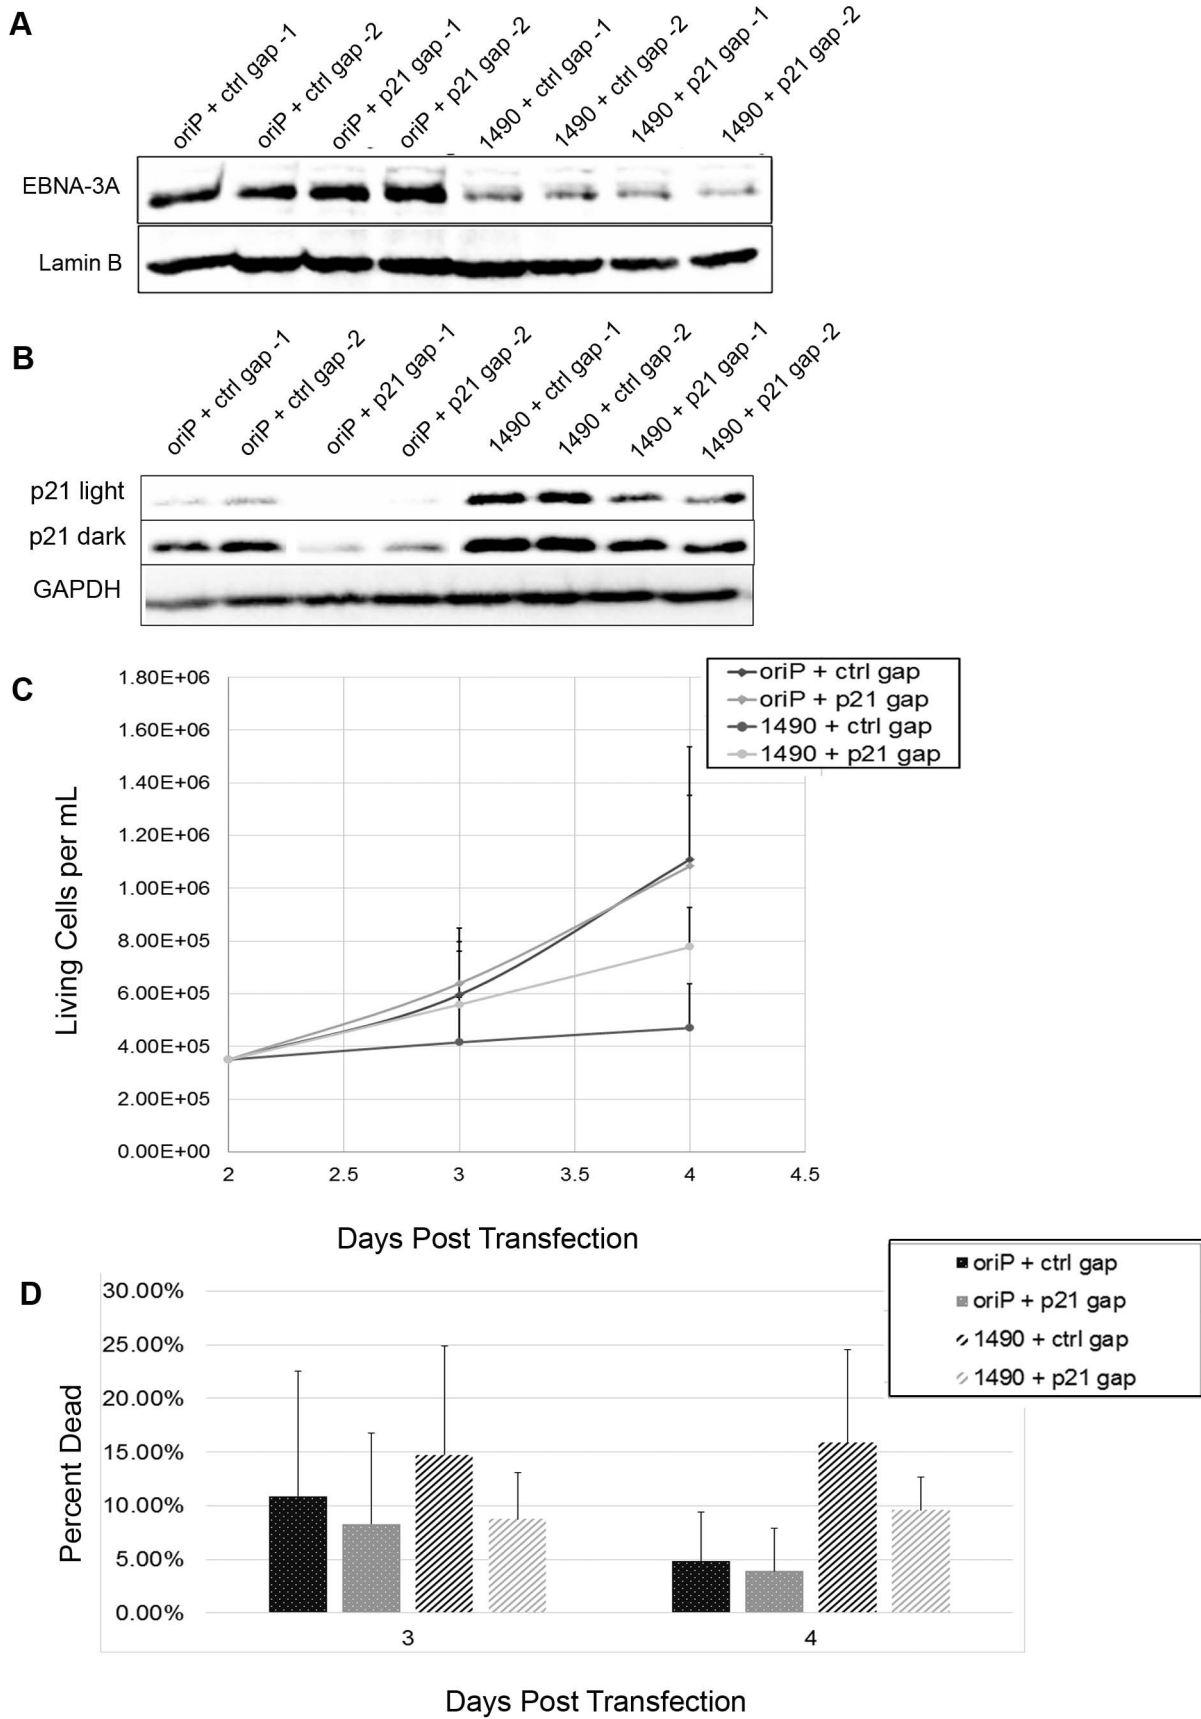 A
oriP + ctrl gap -1
oriP + ctrl gap -2
oriP + p21 gap -1
oriP + p21 gap -2
1490 + ctrl gap -1
1490 + ctrl gap -2
1490 + p21 gap -1
1490 + p21 gap -2
EBNA-3A
Lamin B
B
oriP + ctrl gap -1
oriP + ctrl gap -2
oriP + p21 gap -1
oriP + p21 gap -2
1490 + ctrl gap -1
1490 + ctrl gap -2
1490 + p21 gap -1
1490 + p21 gap -2
p21 light
p21 dark
GAPDH
C
oriP + ctrl gap
oriP + p21 gap
1490 + ctrl gap
1490 + p21 gap
Living Cells per mL
1.80E+06
1.60E+06
1.40E+06
1.20E+06
1.00E+06
8.00E+05
6.00E+05
4.00E+05
2.00E+05
0.00E+00
2 2.5 3 3.5 4 4.5
Days Post Transfection
D
oriP + ctrl gap
oriP + p21 gap
1490 + ctrl gap
1490 + p21 gap
Percent Dead
30.00%
25.00%
20.00%
15.00%
10.00%
5.00%
0.00%
3 4
Days Post Transfection